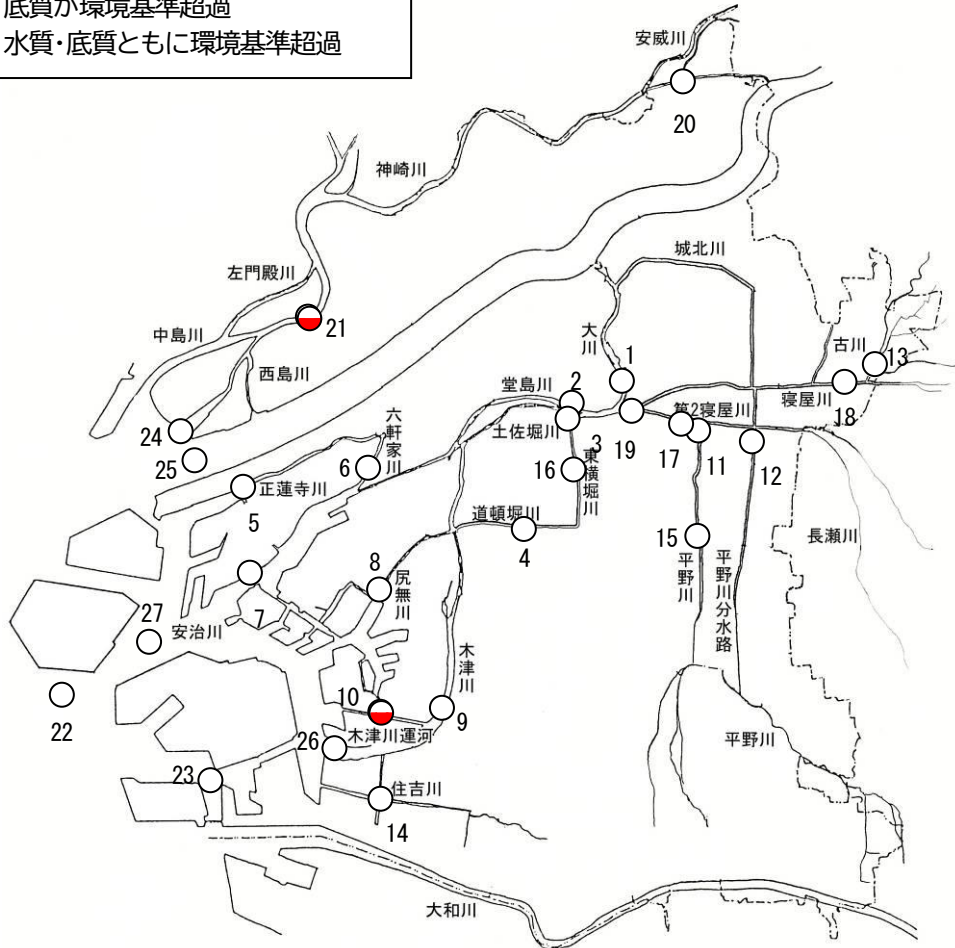 底質が環境基準超過
水質・底質ともに環境基準超過
安威川
20
神崎川
城北川
左門殿川
21
中島川
西島川
大川
1
古川
13
堂島川
2
寝屋川
18
六軒家川
土佐堀川
3
19
第2寝屋川
17
11
12
24
25
6
16
東横堀川
正蓮寺川
5
道頓堀川
4
15
平野川
平野川分水路
長瀬川
8
尻無川
7
27
安治川
木津川
22
10
9
木津川運河
26
平野川
23
住吉川
14
大和川